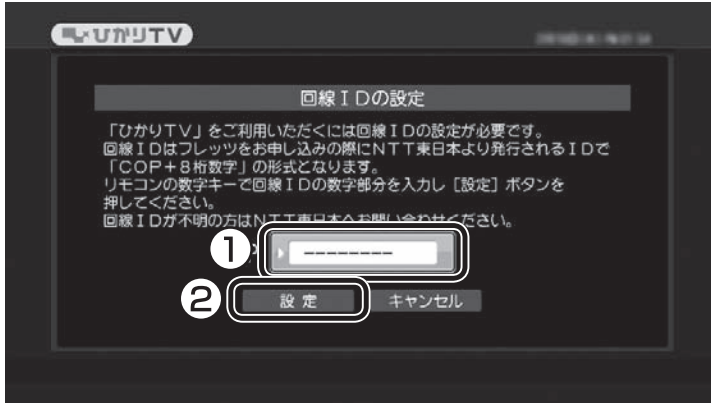 ひかりTV
回線IDの設定
「ひかりTV」をご利用いただくには回線IDの設定が必要です。
回線IDはフレッツをお申し込みの際にNTT東日本より発行されるIDで
「COP+8桁数字」の形式となります。
リモコンの数字キーで回線IDの数字部分を入力し[設定]ボタンを
押してください。
回線IDが不明の方はNTT東日本へお問い合わせください。
① --------
② 設定 キャンセル